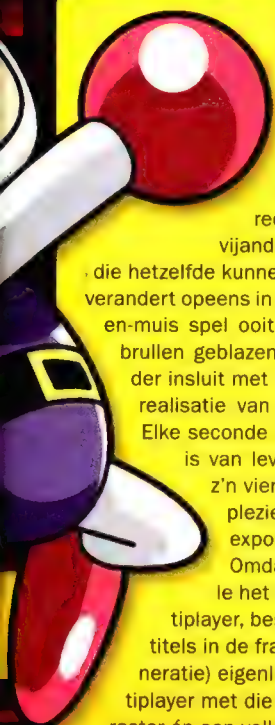 vijand
die hetzelfde kunne
verandert opeens in
en-muis spel ooit
brullen geblazen
der insluit met
realisatie van
Elke seconde
is van lev
z'n vier
plezie
expo
Omda
le het
tiplayer, be
titels in de fra
neratie) eigenli
tiplayer met die